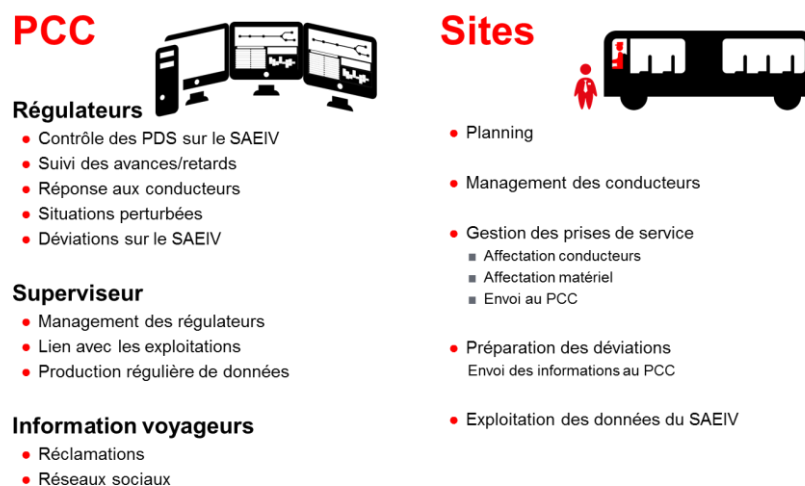 PCC
Régulateurs
Contrôle des PDS sur le SAEIV
Suivi des avances/retards
Réponse aux conducteurs
Situations perturbées
Déviations sur le SAEIV
Superviseur
Management des régulateurs
Lien avec les exploitations
Production régulière de données
Information voyageurs
Réclamations
Réseaux sociaux
Sites
Planning
Management des conducteurs
Gestion des prises de service
Affectation conducteurs
Affectation matériel
Envoi au PCC
Préparation des déviations
Envoi des informations au PCC
Exploitation des données du SAEIV